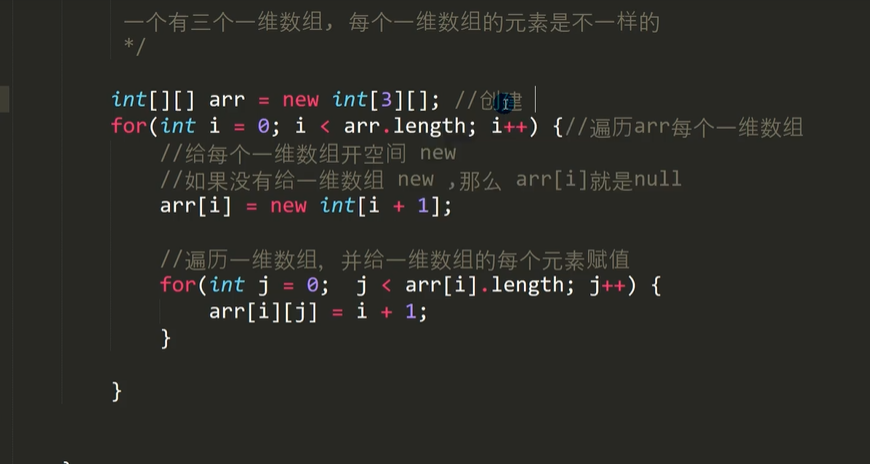 一个有三个一维数组, 每个一维数组的元素是不一样的
*/
int[][] arr = new int[3][]; //创建
for(int i = 0; i < arr.length; i++) {//遍历arr每个一维数组
//给每个一维数组开空间 new
//如果没有给一维数组 new ,那么 arr[i]就是null
arr[i] = new int[i + 1];
//遍历一维数组, 并给一维数组的每个元素赋值
for(int j = 0;  j < arr[i].length; j++) {
arr[i][j] = i + 1;
}
}